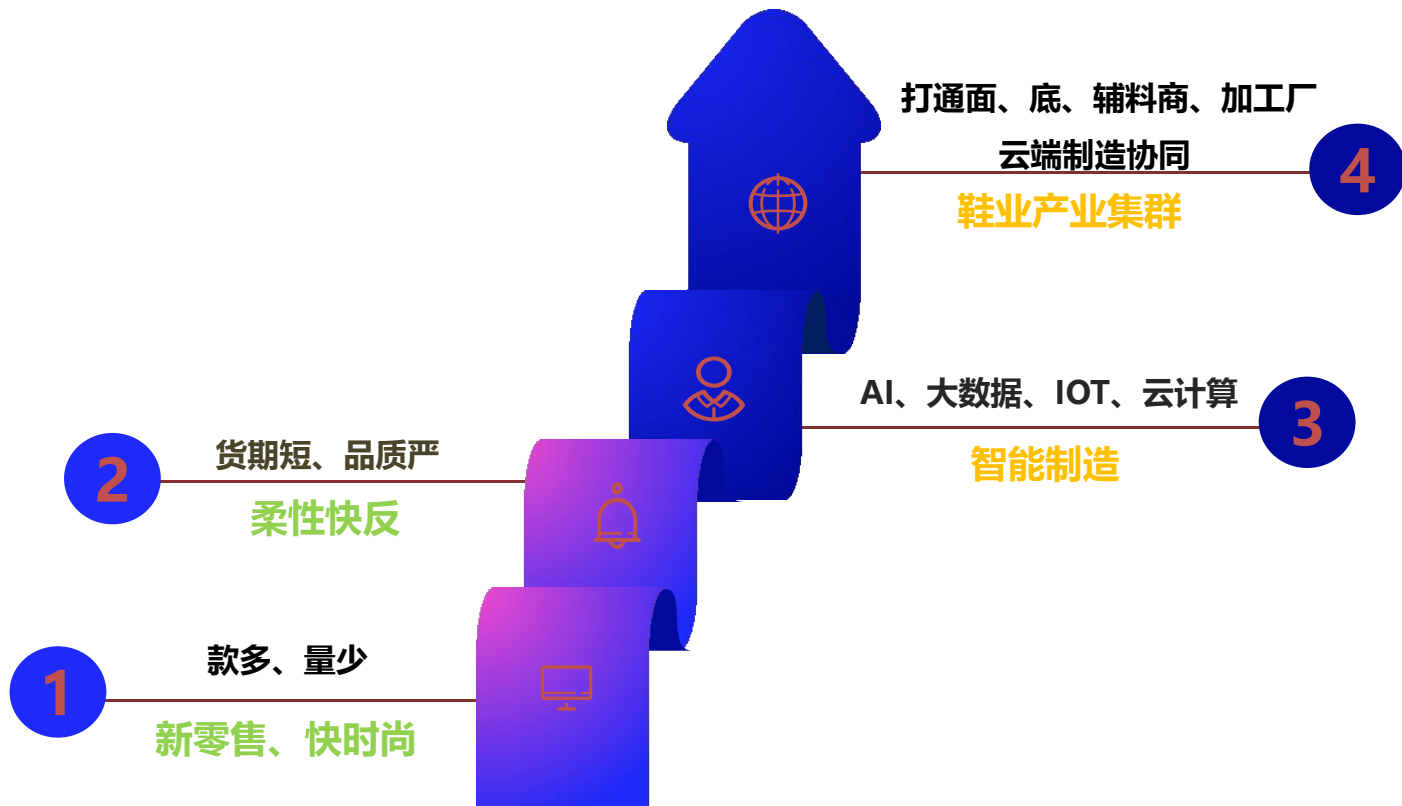 打通面、底、辅料商、加工厂
云端制造协同
4
鞋业产业集群
AI、大数据、IOT、云计算
3
智能制造
货期短、品质严
2
柔性快反
款多、量少
1
新零售、快时尚